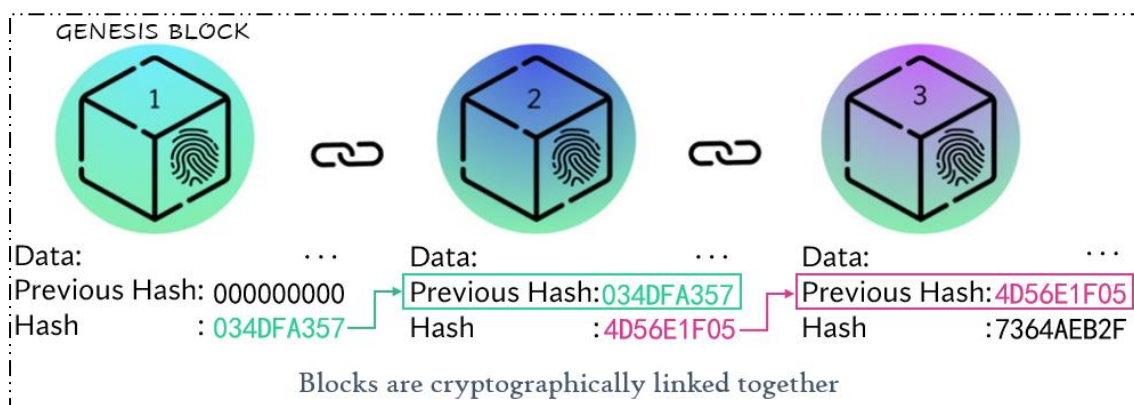 GENESIS BLOCK
1
2
3
Data: ...
Previous Hash: 000000000
Hash : 034DFA357
Data: ...
Previous Hash:034DFA357
Hash :4D56E1F05
Data: ...
Previous Hash:4D56E1F05
Hash :7364AEB2F
Blocks are cryptographically linked together